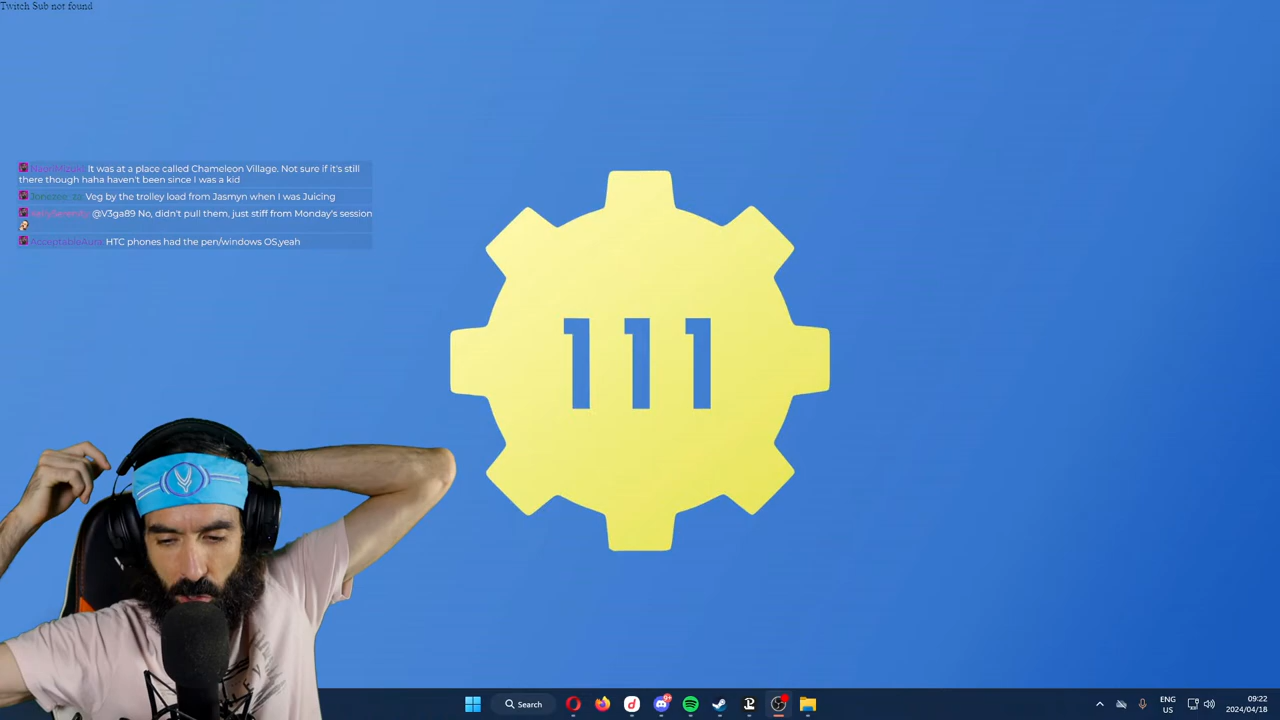 Twitch Sub not found
It was at a place called Chameleon Village. Not sure if it's still
there though haha haven't been since I was a kid
Jonczee_za: Veg by the trolley load from Jasmyn when I was Juicing
@V3ga89 No, didn't pull them, just stiff from Monday's session
AcceptableAura: HTC phones had the pen/windows OS,yeah
111
Search
9+
ENG
US
09:22
2024/04/18